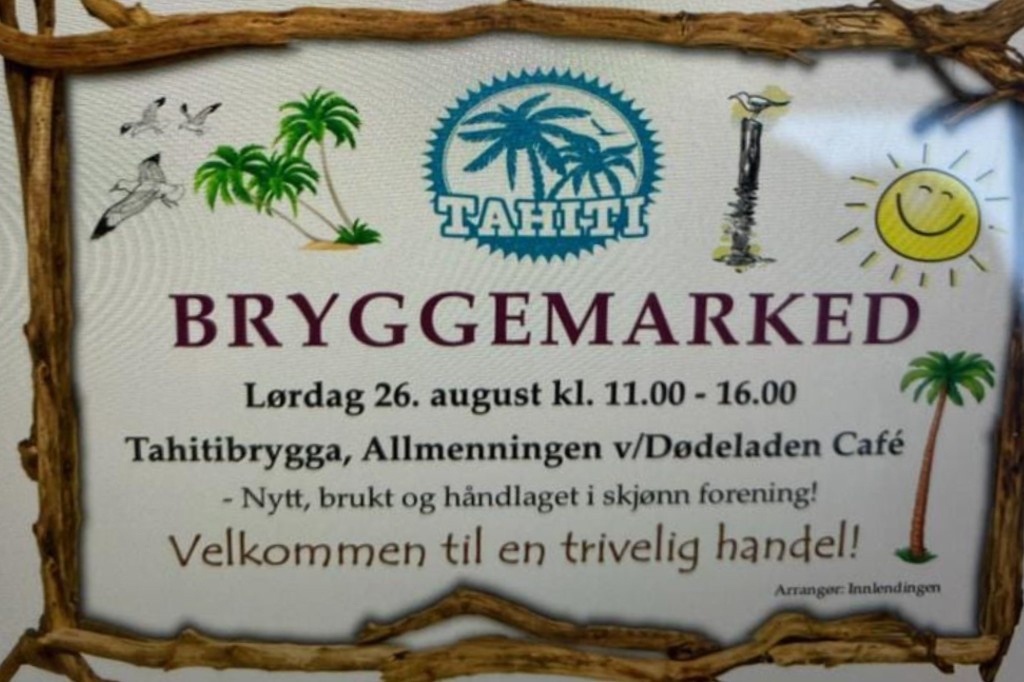 TAHITI
BRYGGEMARKED
Lørdag 26. august kl. 11.00 - 16.00
Tahitibrygga, Allmenningen v/Dødeladen Café
- Nytt, brukt og håndlaget i skjønn forening!
Velkommen til en trivelig handel!
Arrangør: Innlendingen